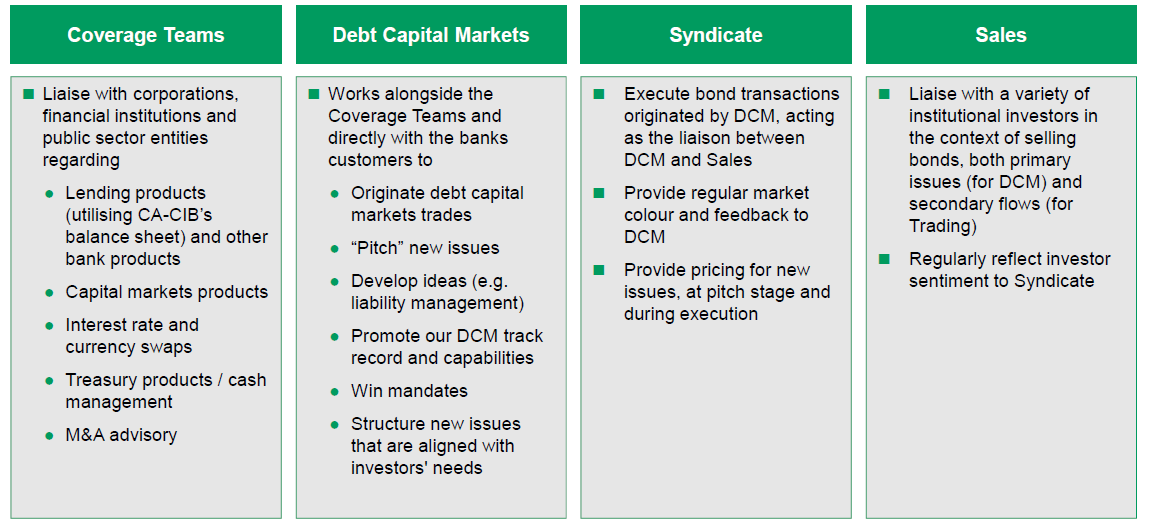 Coverage Teams
Liaise with corporations,
financial institutions and
public sector entities
regarding
Lending products
(utilising CA-CIB's
balance sheet) and other
bank products
Capital markets products
Interest rate and
currency swaps
Treasury products / cash
management
M&A advisory
Debt Capital Markets
Works alongside the
Coverage Teams and
directly with the banks
customers to
Originate debt capital
markets trades
“Pitch” new issues
Develop ideas (e.g.
liability management)
Promote our DCM track
record and capabilities
Win mandates
Structure new issues
that are aligned with
investors' needs
Syndicate
Execute bond transactions
originated by DCM, acting
as the liaison between
DCM and Sales
Provide regular market
colour and feedback to
DCM
Provide pricing for new
issues, at pitch stage and
during execution
Sales
Liaise with a variety of
institutional investors in
the context of selling
bonds, both primary
issues (for DCM) and
secondary flows (for
Trading)
Regularly reflect investor
sentiment to Syndicate